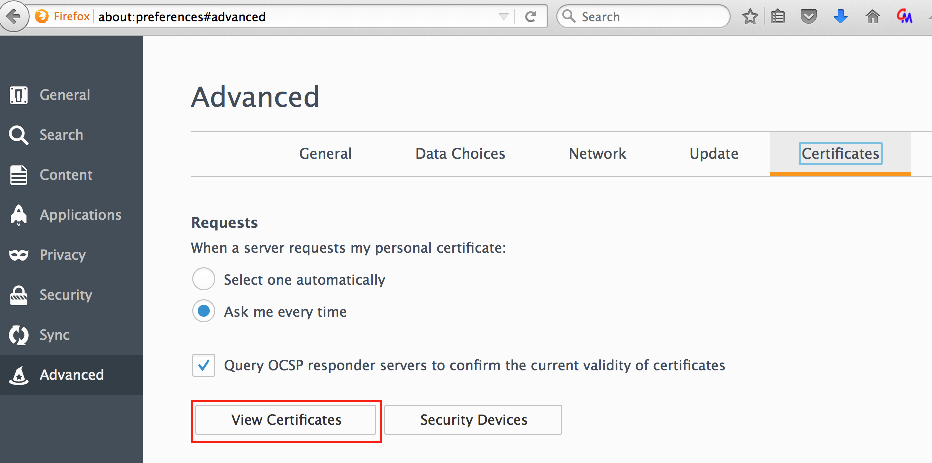 Firefox about:preferences#advanced Search
General
Search
Content
Applications
Privacy
Security
Sync
Advanced
Advanced
General Data Choices Network Update Certificates
Requests
When a server requests my personal certificate:
Select one automatically
Ask me every time
Query OCSP responder servers to confirm the current validity of certificates
View Certificates Security Devices